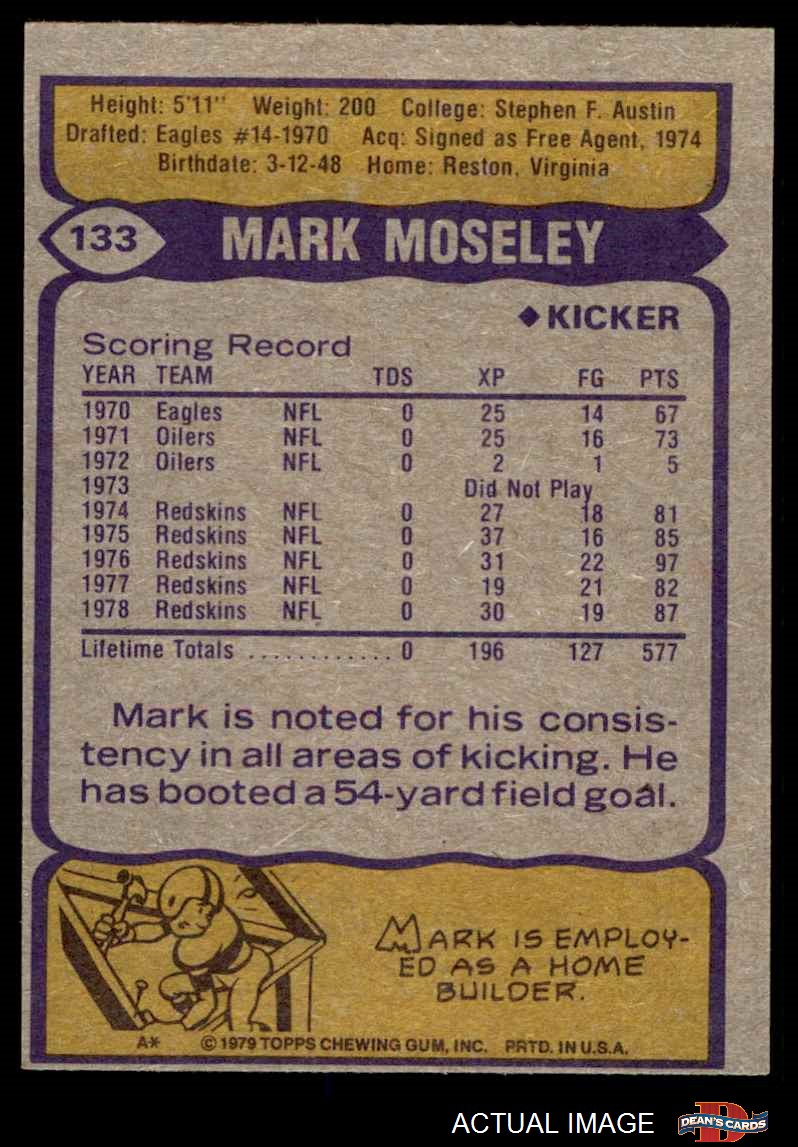 Height: 5'11" Weight: 200 College: Stephen F. Austin
Drafted: Eagles #14-1970 Acq: Signed as Free Agent, 1974
Birthdate: 3-12-48 Home: Reston, Virginia
133 MARK MOSELEY
◆ KICKER
Scoring Record
YEAR TEAM TDS XP FG PTS
1970 Eagles NFL 0 25 14 67
1971 Oilers NFL 0 25 16 73
1972 Oilers NFL 0 2 1 5
1973 Did Not Play
1974 Redskins NFL 0 27 18 81
1975 Redskins NFL 0 37 16 85
1976 Redskins NFL 0 31 22 97
1977 Redskins NFL 0 19 21 82
1978 Redskins NFL 0 30 19 87
Lifetime Totals ............ 0 196 127 577
Mark is noted for his consis-
tency in all areas of kicking. He
has booted a 54-yard field goal.
MARK IS EMPLOY-
ED AS A HOME
BUILDER.
A* © 1979 TOPPS CHEWING GUM, INC. PRTD. IN U.S.A.
ACTUAL IMAGE D DEAN'S CARDS